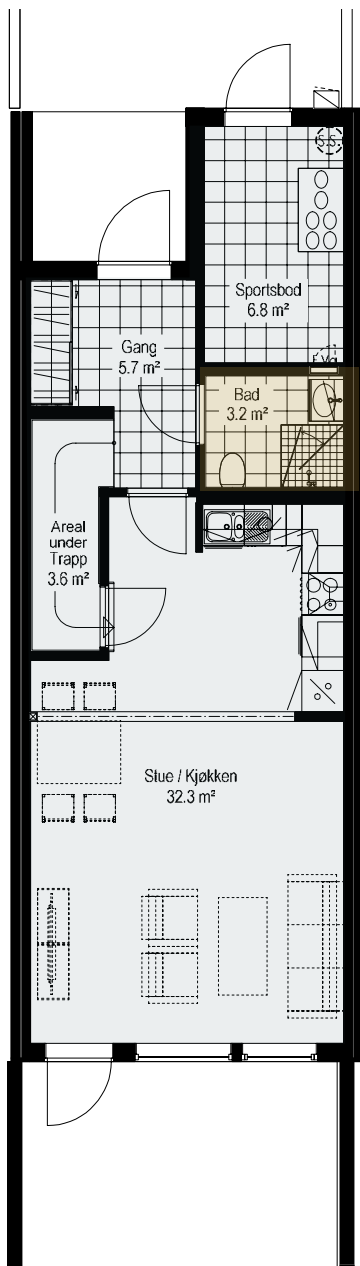 S.S.
Sportsbod
6.8 m²
Gang
5.7 m²
Bad
3.2 m²
Areal
under
Trapp
3.6 m²
Stue / Kjøkken
32.3 m²